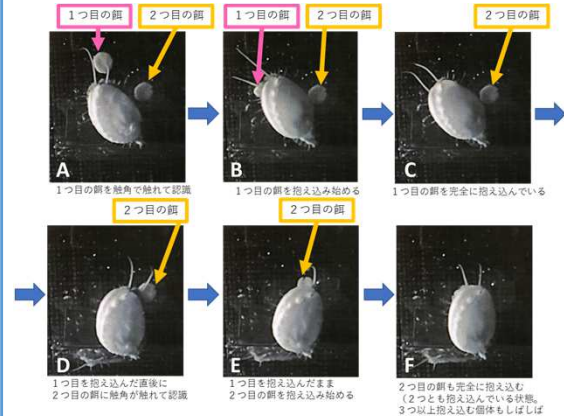 1つ目の餌
2つ目の餌
1つ目の餌
2つ目の餌
2つ目の餌
A
B
C
1つ目の餌を触角で触れて認識
1つ目の餌を抱え込み始める
1つ目の餌を完全に抱え込んでいる
2つ目の餌
2つ目の餌
D
E
F
1つ目を抱え込んだ直後に
2つ目の餌に触角が触れて認識
1つ目を抱え込んだまま
2つ目の餌を抱え込み始める
2つ目の餌も完全に抱え込む
(2つとも抱え込んでいる状態。
3つ以上抱え込む個体もしばしば